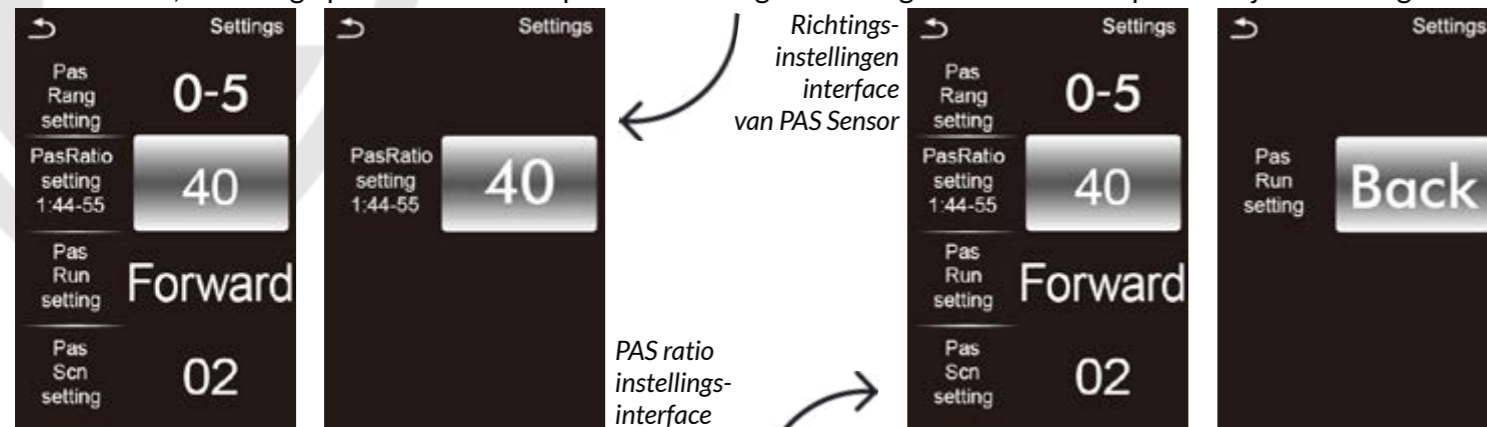 Settings
Pas
Rang
setting
0-5
PasRatio
setting
1:44-55
40
Pas
Run
setting
Forward
Pas
Scn
setting
02
Settings
PasRatio
setting
1:44-55
40
Richtings-
instellingen
interface
van PAS Sensor
PAS ratio
instellings-
interface
Settings
Pas
Rang
setting
0-5
PasRatio
setting
1:44-55
40
Pas
Run
setting
Forward
Pas
Scn
setting
02
Settings
Pas
Run
setting
Back